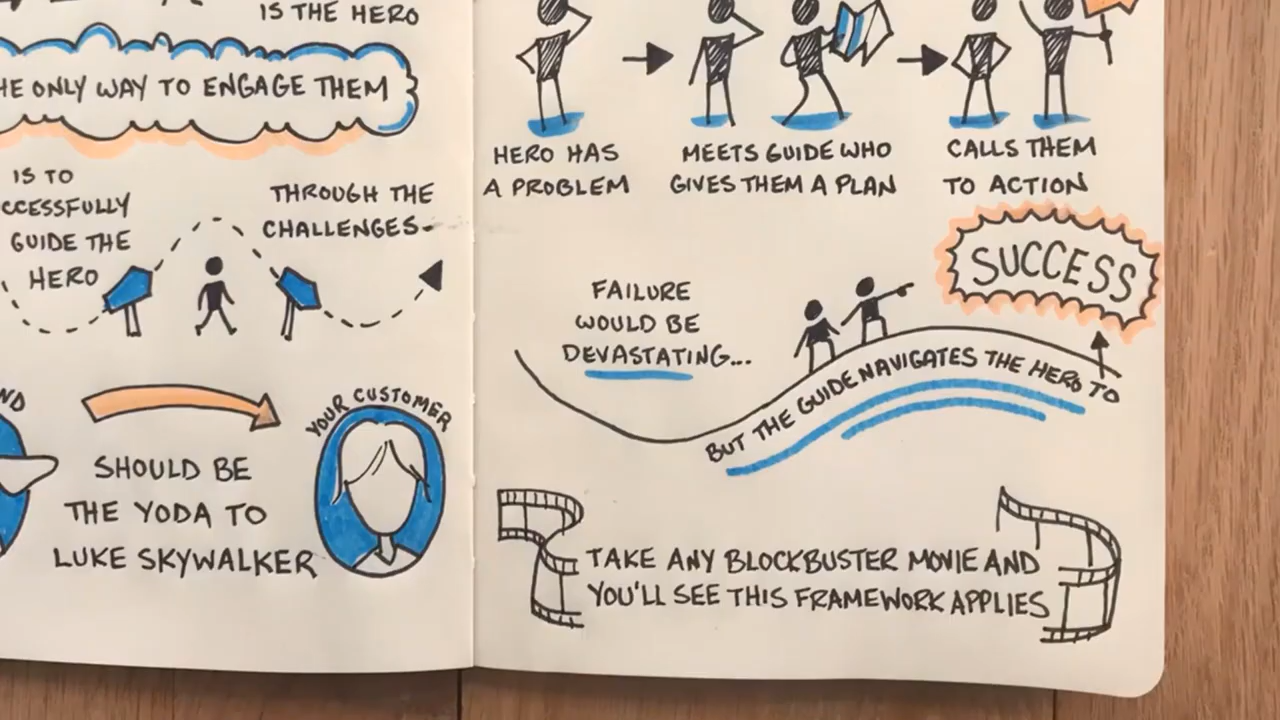 IS THE HERO
THE ONLY WAY TO ENGAGE THEM
IS TO
GUIDE THE
HERO
THROUGH THE
CHALLENGES
SHOULD BE
THE YODA TO
LUKE SKYWALKER
YOUR CUSTOMER
HERO HAS
A PROBLEM
MEETS GUIDE WHO
GIVES THEM A PLAN
CALLS THEM
TO ACTION
FAILURE
WOULD BE
DEVASTATING...
BUT THE GUIDE NAVIGATES THE HERO TO
SUCCESS
TAKE ANY BLOCKBUSTER MOVIE AND
YOU'LL SEE THIS FRAMEWORK APPLIES